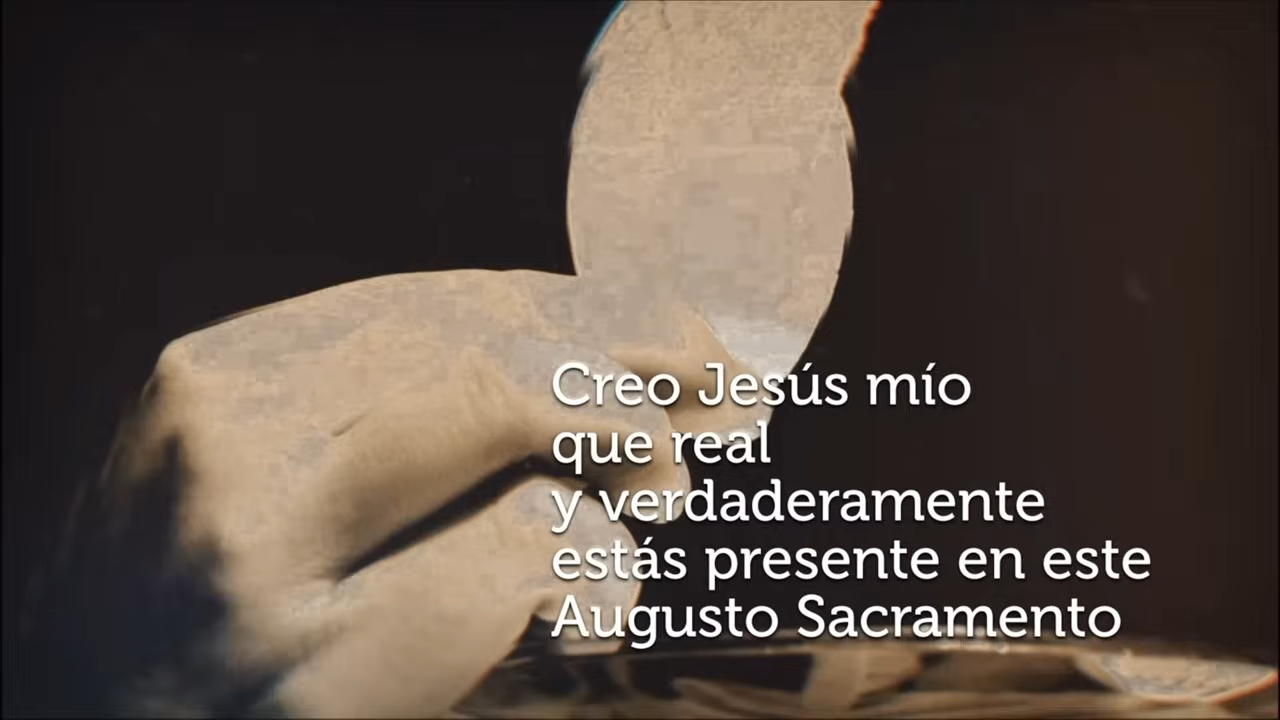 Creo Jesús mío
que real
y verdaderamente
estás presente en este
Augusto Sacramento